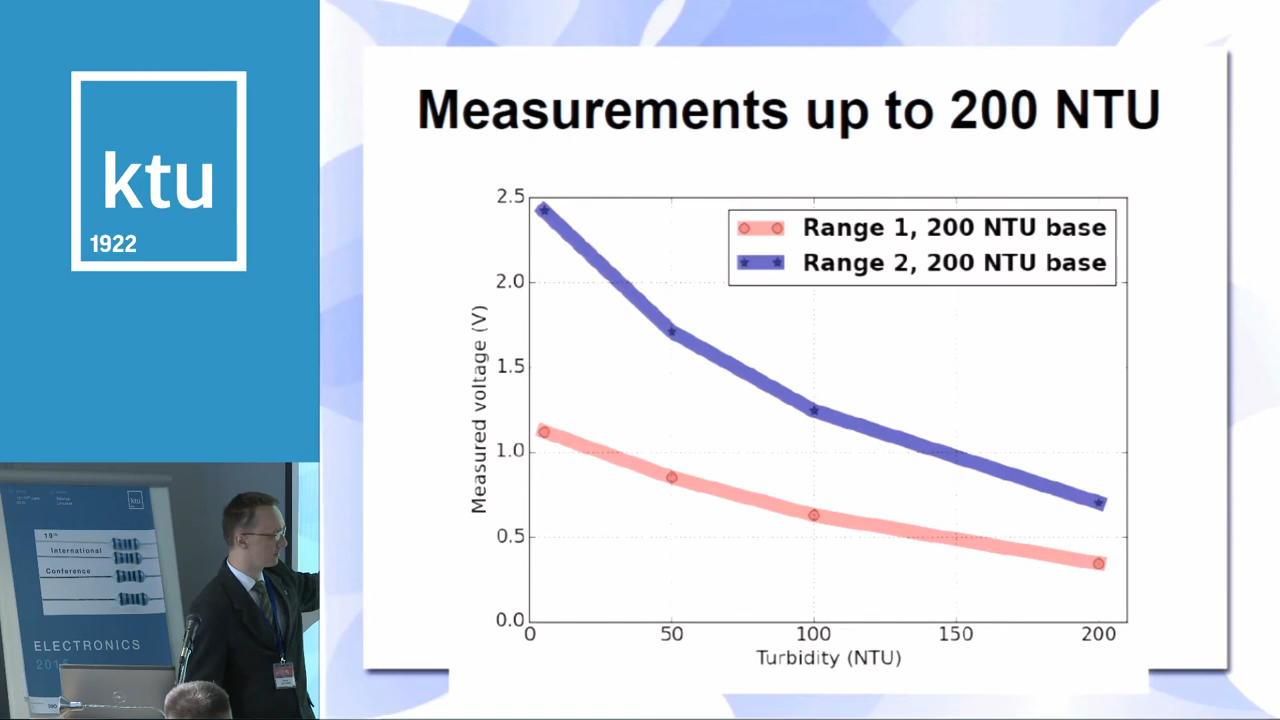 ktu
1922
Measurements up to 200 NTU
2.5
2.0
1.5
1.0
0.5
0.0
Measured voltage (V)
Range 1, 200 NTU base
Range 2, 200 NTU base
0 50 100 150 200
Turbidity (NTU)
ktu
19th
International
Conference
ELECTRONICS